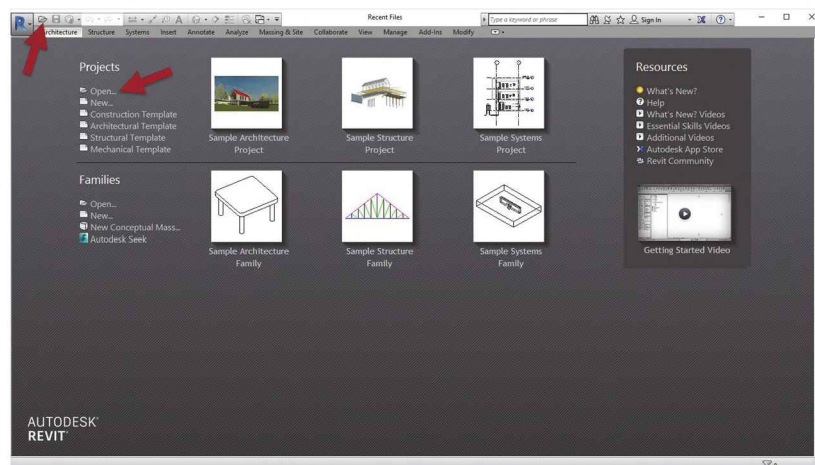 Recent Files
Type a keyword or phrase
Sign In
Architecture Structure Systems Insert Annotate Analyze Massing & Site Collaborate View Manage Add-Ins Modify
Projects
Open...
New...
Construction Template
Architectural Template
Structural Template
Mechanical Template
Sample Architecture
Project
Sample Structure
Project
Sample Systems
Project
Families
Open...
New...
New Conceptual Mass...
Autodesk Seek
Sample Architecture
Family
Sample Structure
Family
Sample Systems
Family
Resources
What's New?
Help
What's New? Videos
Essential Skills Videos
Additional Videos
Autodesk App Store
Revit Community
Getting Started Video
AUTODESK®
REVIT®